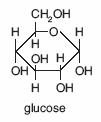 CH₂OH
H O H
H
OH H
OH OH
H OH
glucose